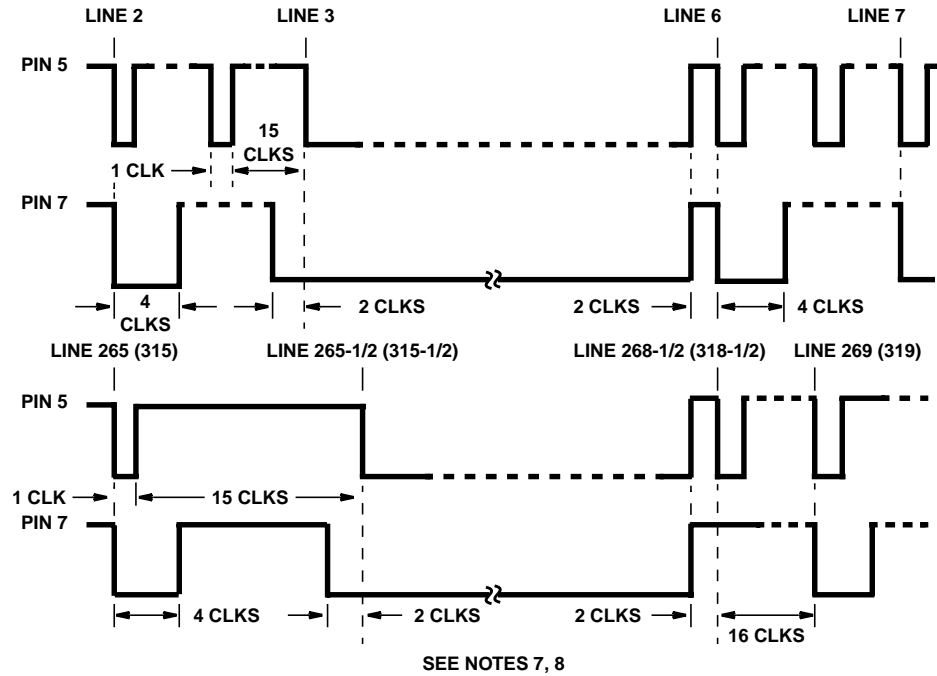 LINE 2 LINE 3 LINE 6 LINE 7
PIN 5
15
CLKS
1 CLK
PIN 7
4
CLKS
2 CLKS 2 CLKS 4 CLKS
LINE 265 (315) LINE 265-1/2 (315-1/2) LINE 268-1/2 (318-1/2) LINE 269 (319)
PIN 5
1 CLK 15 CLKS
PIN 7
4 CLKS 2 CLKS 2 CLKS
16 CLKS
SEE NOTES 7, 8